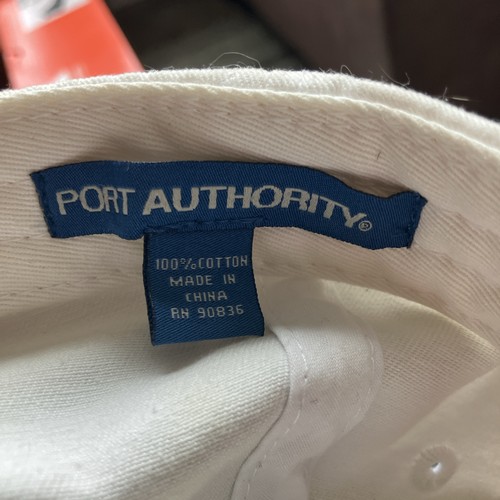 PORT AUTHORITY®
100% COTTON
MADE IN
CHINA
RN 90836